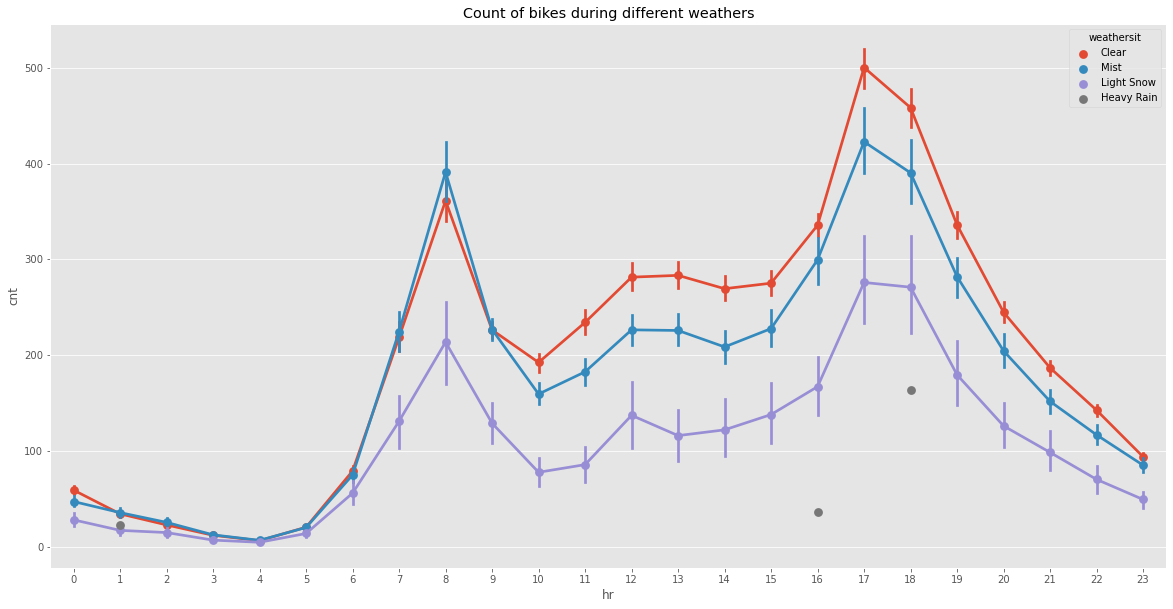 Count of bikes during different weathers
weathersit
Clear
Mist
Light Snow
Heavy Rain
cnt
500
400
300
200
100
0
0 1 2 3 4 5 6 7 8 9 10 11 12 13 14 15 16 17 18 19 20 21 22 23
hr